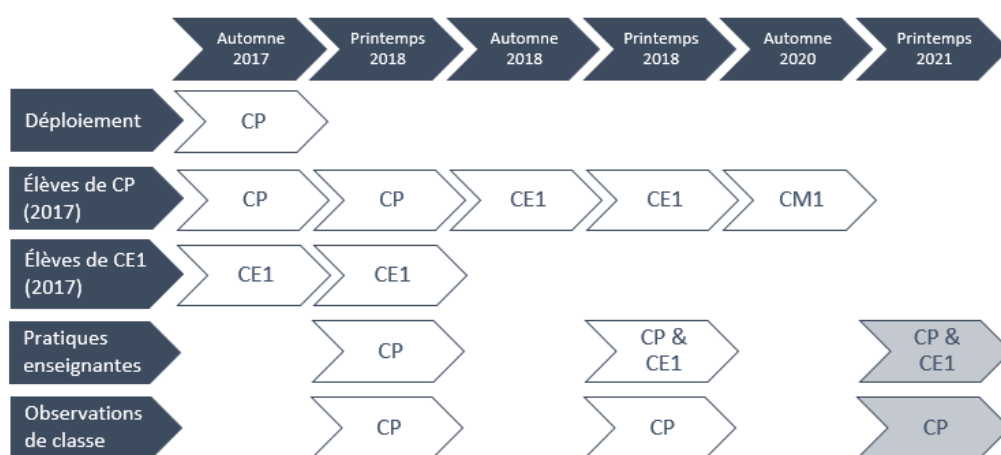 Automne
2017
Printemps
2018
Automne
2018
Printemps
2018
Automne
2020
Printemps
2021
Déploiement
CP
Élèves de CP
(2017)
CP
CP
CE1
CE1
CM1
Élèves de CE1
(2017)
CE1
CE1
Pratiques
enseignantes
CP
CP &
CE1
CP &
CE1
Observations
de classe
CP
CP
CP